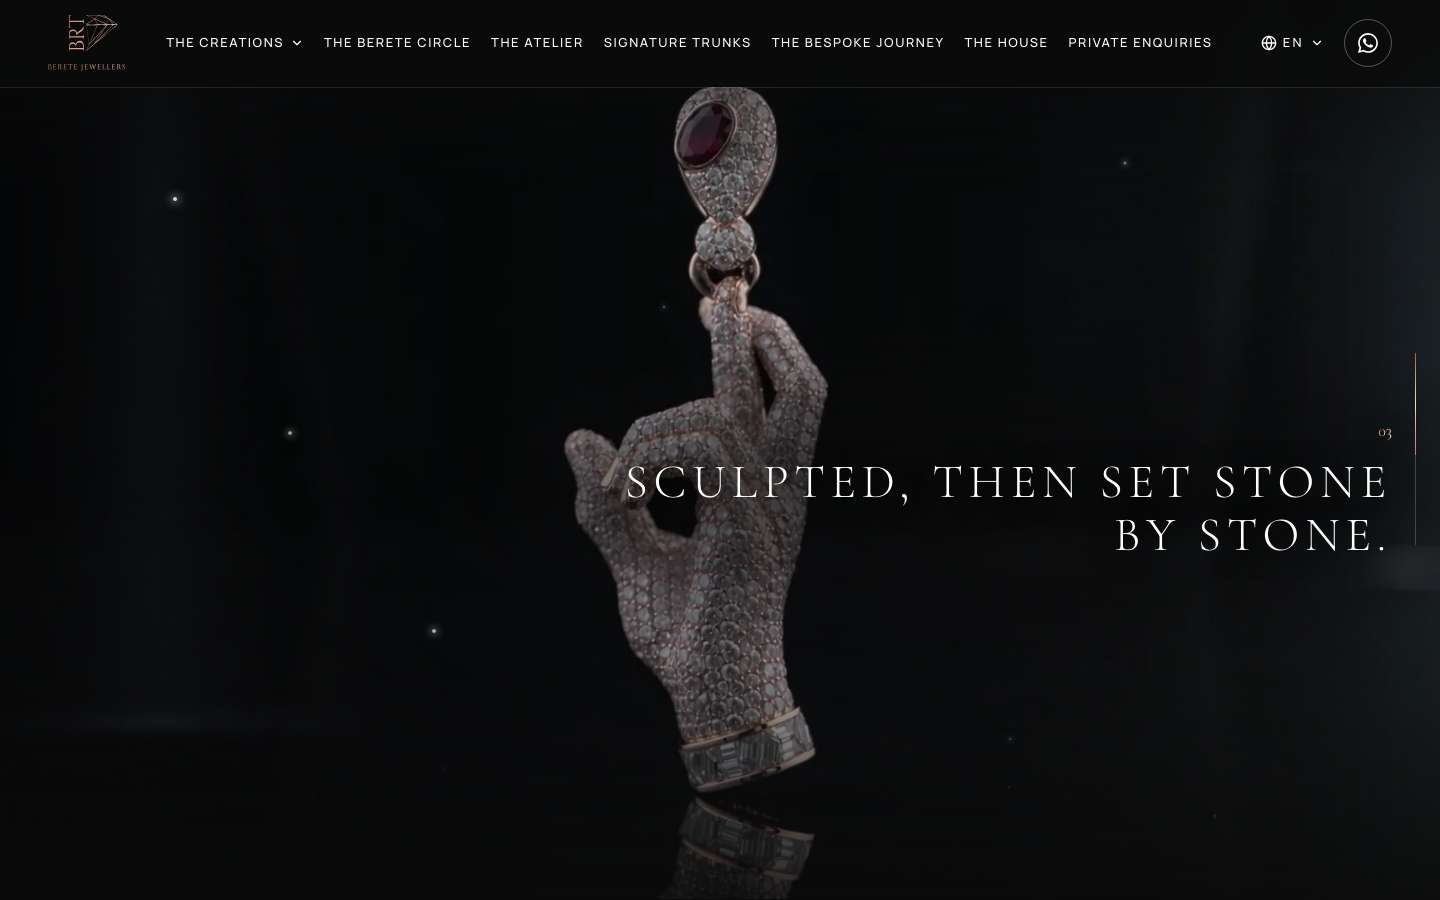 BRT
BERETE JEWELLERS
THE CREATIONS
THE BERETE CIRCLE
THE ATELIER
SIGNATURE TRUNKS
THE BESPOKE JOURNEY
THE HOUSE
PRIVATE ENQUIRIES
EN
03
SCULPTED, THEN SET STONE
BY STONE.